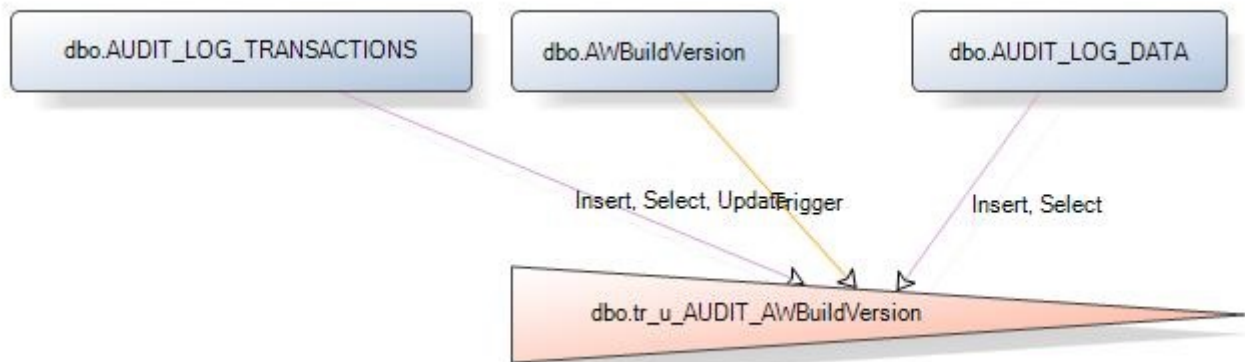 dbo.AUDIT_LOG_TRANSACTIONS
dbo.AWBuildVersion
dbo.AUDIT_LOG_DATA
Insert, Select, Update
Trigger
Insert, Select
dbo.tr_u_AUDIT_AWBuildVersion